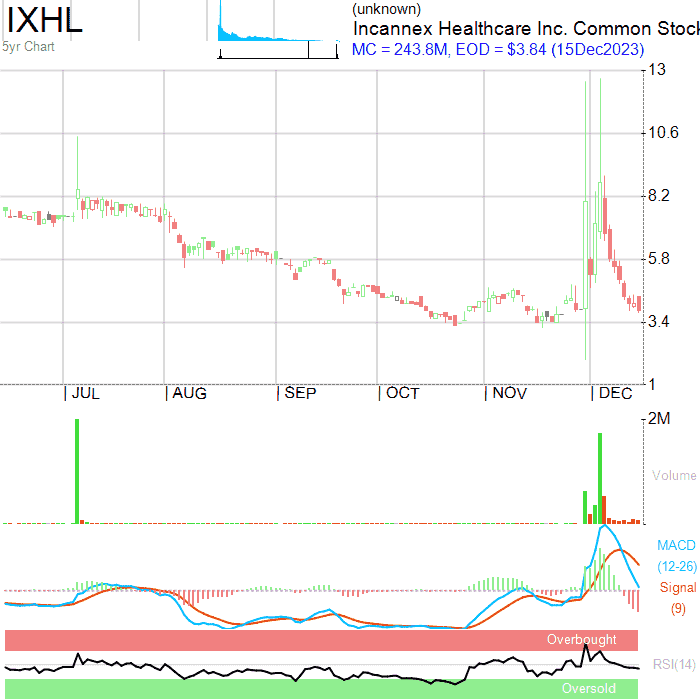 IXHL
(unknown)
Incannex Healthcare Inc. Common Stock
5yr Chart
MC = 243.8M, EOD = $3.84 (15Dec2023)
13
10.6
8.2
5.8
3.4
1
JUL AUG SEP OCT NOV DEC
2M
Volume
MACD
(12-26)
Signal
(9)
Overbought
RSI(14)
Oversold